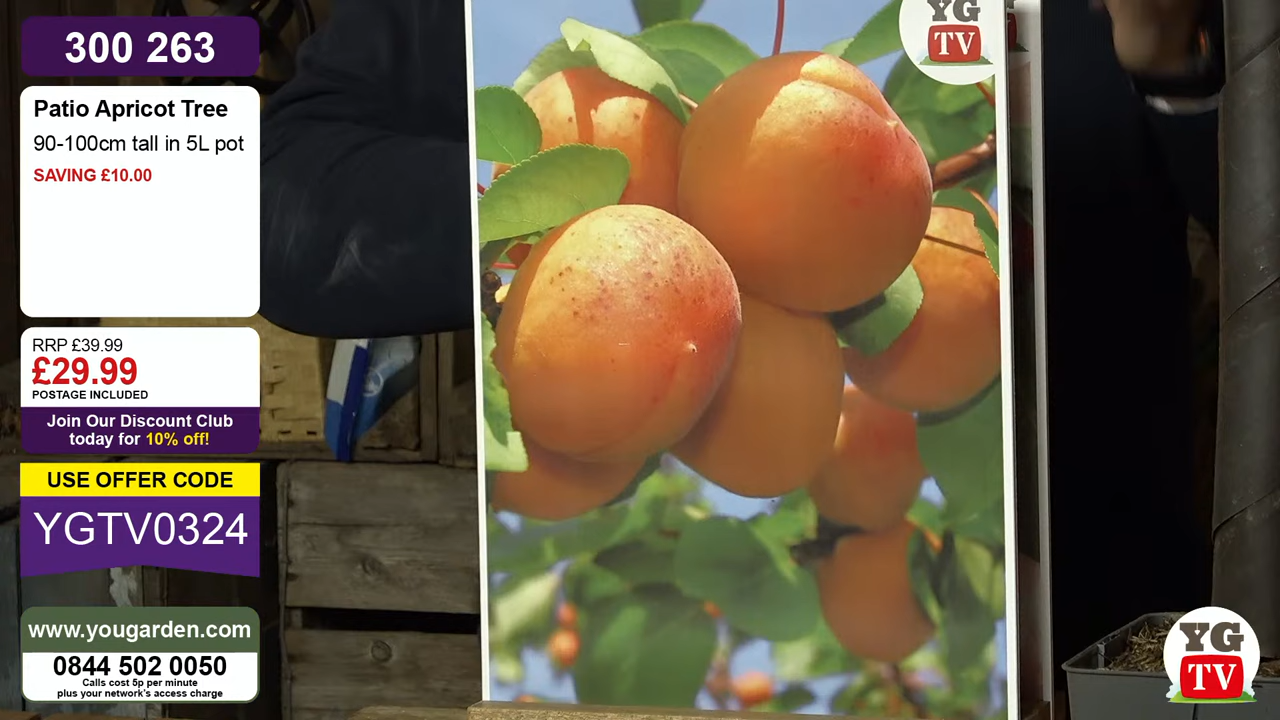 300 263
Patio Apricot Tree
90-100cm tall in 5L pot
SAVING £10.00
RRP £39.99
£29.99
POSTAGE INCLUDED
Join Our Discount Club
today for 10% off!
USE OFFER CODE
YGTV0324
www.yougarden.com
0844 502 0050
Calls cost 5p per minute
plus your network's access charge
YG
TV
YG
TV